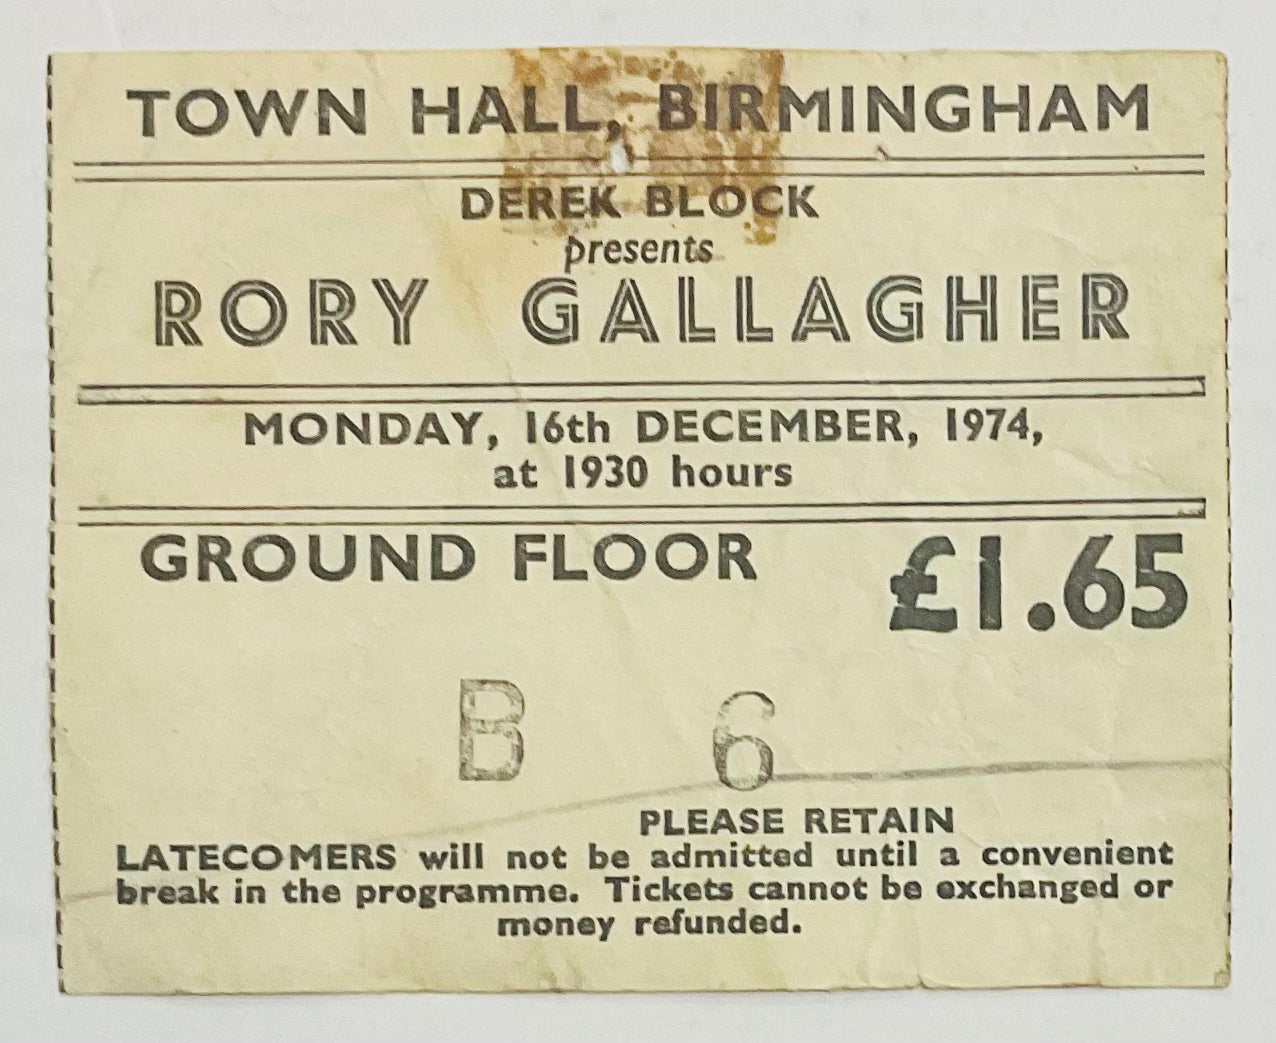 TOWN HALL, BIRMINGHAM
DEREK BLOCK
presents
RORY GALLAGHER
MONDAY, 16th DECEMBER, 1974,
at 1930 hours
GROUND FLOOR £1.65
B 6
PLEASE RETAIN
LATECOMERS will not be admitted until a convenient
break in the programme. Tickets cannot be exchanged or
money refunded.